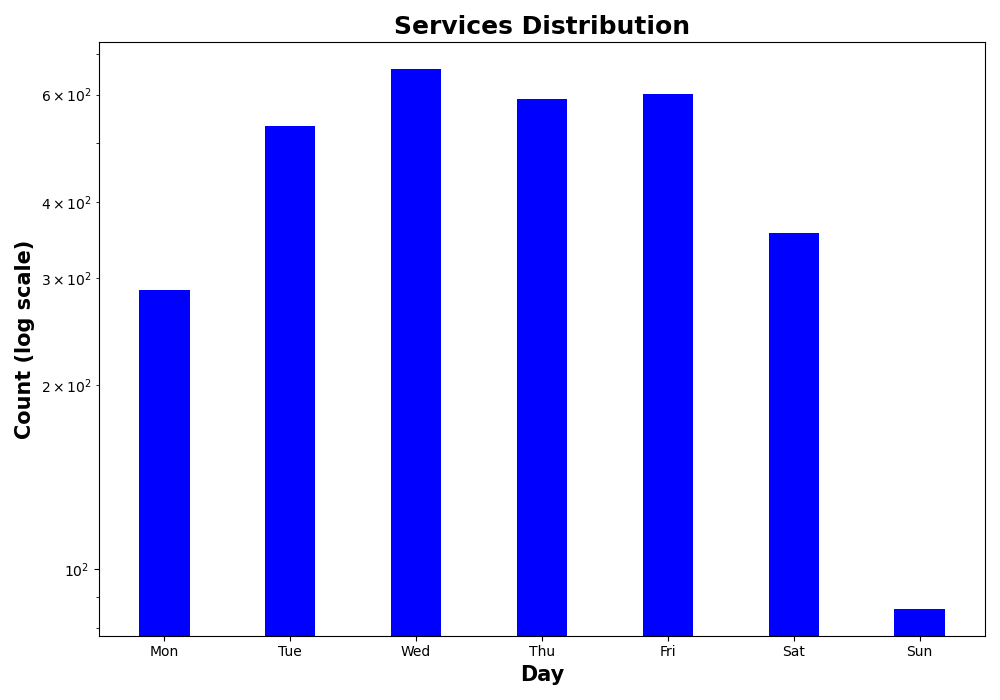 Services Distribution
Count (log scale)
6 × 10²
4 × 10²
3 × 10²
2 × 10²
10²
Mon Tue Wed Thu Fri Sat Sun
Day